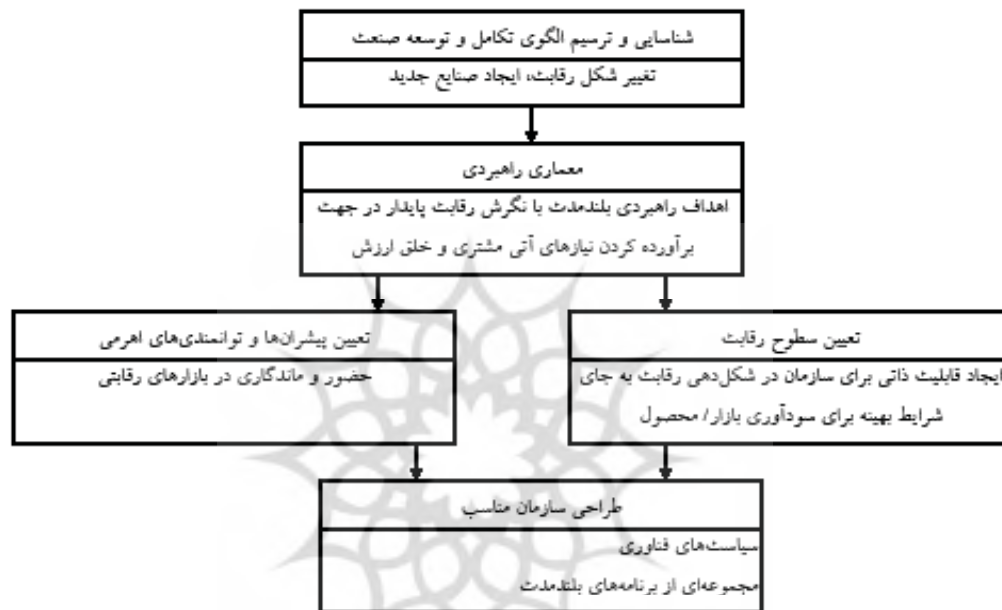 شناسایی و ترسیم الگوی تکامل و توسعه صنعت
تغییر شکل رقابت، ایجاد صنایع جدید
معماری راهبردی
اهداف راهبردی بلندمدت با نگرش رقابت پایدار در جهت
برآورده کردن نیازهای آتی مشتری و خلق ارزش
تعیین سطوح رقابت
ایجاد قابلیت ذاتی برای سازمان در شکل‌دهی رقابت به جای
شرایط بهینه برای سودآوری بازار/ محصول
تعیین پیشران‌ها و توانمندی‌های اهرمی
حضور و ماندگاری در بازارهای رقابتی
طراحی سازمان مناسب
سیاست‌های فناوری
مجموعه‌ای از برنامه‌های بلندمدت